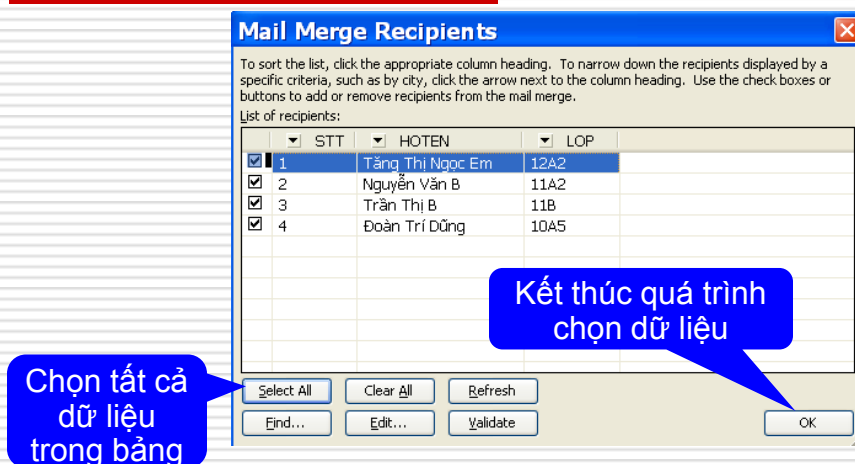 Mail Merge Recipients
To sort the list, click the appropriate column heading. To narrow down the recipients displayed by a
specific criteria, such as by city, click the arrow next to the column heading. Use the check boxes or
buttons to add or remove recipients from the mail merge.
List of recipients:
STT HOTEN LOP
1 Tăng Thị Ngọc Em 12A2
2 Nguyễn Văn B 11A2
3 Trần Thị B 11B
4 Đoàn Trí Dũng 10A5
Kết thúc quá trình
chọn dữ liệu
Chọn tất cả
dữ liệu
trong bảng
Select All Clear All Refresh
Find... Edit... Validate OK